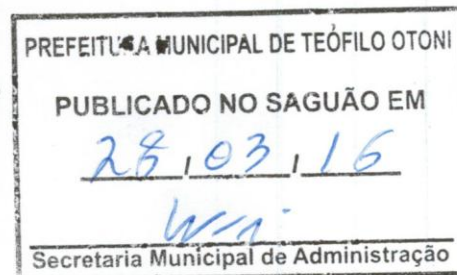 PREFEITURA MUNICIPAL DE TEÓFILO OTONI
PUBLICADO NO SAGUÃO EM
28, 03, 16
Secretaria Municipal de Administração